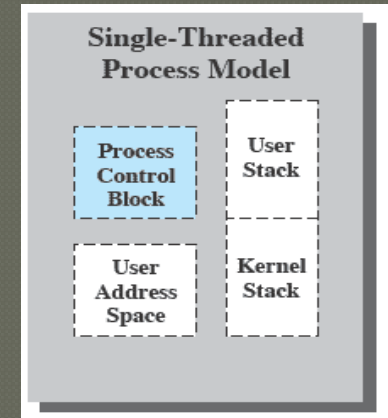 Single-Threaded
Process Model
Process
Control
Block
User
Stack
User
Address
Space
Kernel
Stack